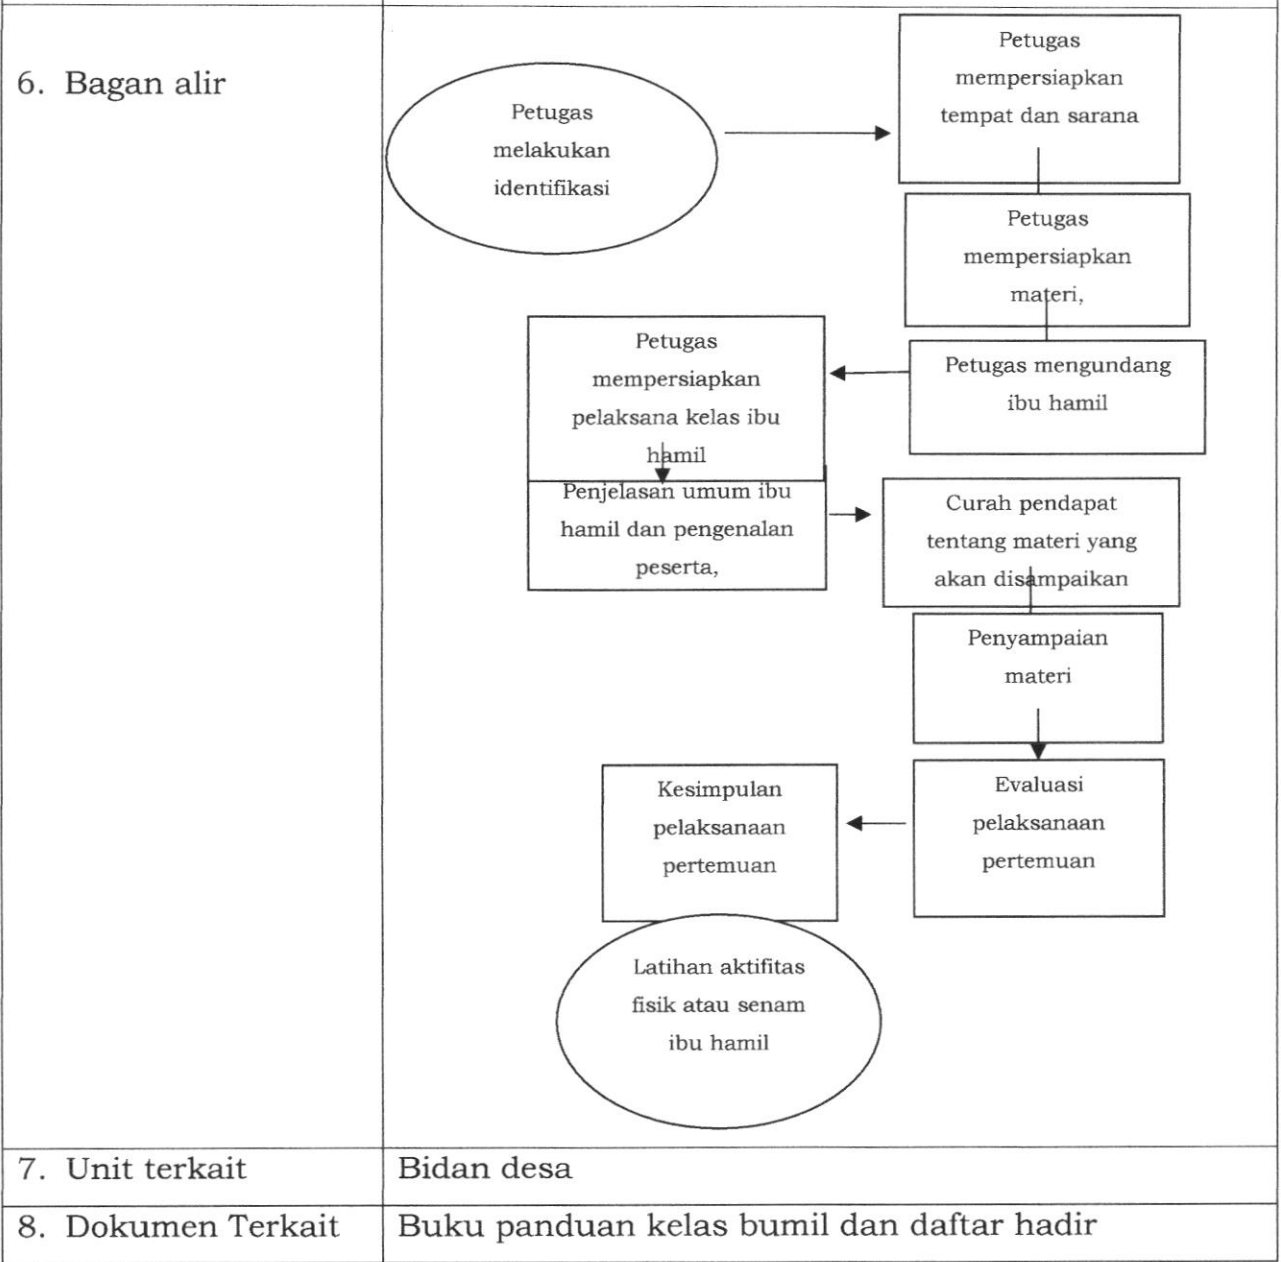 6. Bagan alir
Petugas
melakukan
identifikasi
Petugas
mempersiapkan
tempat dan sarana
Petugas
mempersiapkan
materi,
Petugas mengundang
ibu hamil
Petugas
mempersiapkan
pelaksana kelas ibu
hamil
Penjelasan umum ibu
hamil dan pengenalan
peserta,
Curah pendapat
tentang materi yang
akan disampaikan
Penyampaian
materi
Evaluasi
pelaksanaan
pertemuan
Kesimpulan
pelaksanaan
pertemuan
Latihan aktifitas
fisik atau senam
ibu hamil
7. Unit terkait
Bidan desa
8. Dokumen Terkait
Buku panduan kelas bumil dan daftar hadir